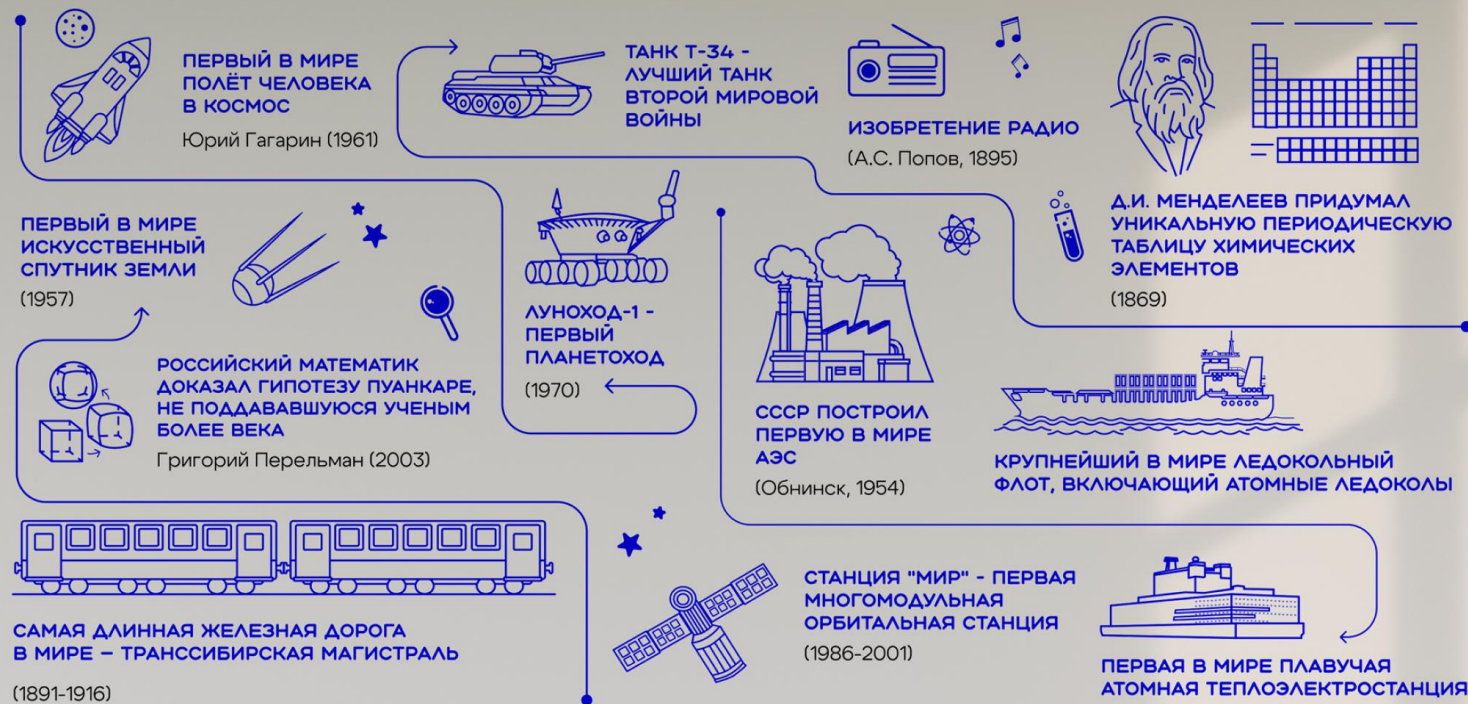 ПЕРВЫЙ В МИРЕ
ПОЛЁТ ЧЕЛОВЕКА
В КОСМОС
Юрий Гагарин (1961)
ТАНК Т-34 -
ЛУЧШИЙ ТАНК
ВТОРОЙ МИРОВОЙ
ВОЙНЫ
ИЗОБРЕТЕНИЕ РАДИО
(А.С. Попов, 1895)
Д.И. МЕНДЕЛЕЕВ ПРИДУМАЛ
УНИКАЛЬНУЮ ПЕРИОДИЧЕСКУЮ
ТАБЛИЦУ ХИМИЧЕСКИХ
ЭЛЕМЕНТОВ
(1869)
ПЕРВЫЙ В МИРЕ
ИСКУССТВЕННЫЙ
СПУТНИК ЗЕМЛИ
(1957)
ЛУНОХОД-1 -
ПЕРВЫЙ
ПЛАНЕТОХОД
(1970)
РОССИЙСКИЙ МАТЕМАТИК
ДОКАЗАЛ ГИПОТЕЗУ ПУАНКАРЕ,
НЕ ПОДДАВАВШУЮСЯ УЧЕНЫМ
БОЛЕЕ ВЕКА
Григорий Перельман (2003)
СССР ПОСТРОИЛ
ПЕРВУЮ В МИРЕ
АЭС
(Обнинск, 1954)
КРУПНЕЙШИЙ В МИРЕ ЛЕДОКОЛЬНЫЙ
ФЛОТ, ВКЛЮЧАЮЩИЙ АТОМНЫЕ ЛЕДОКОЛЫ
САМАЯ ДЛИННАЯ ЖЕЛЕЗНАЯ ДОРОГА
В МИРЕ – ТРАНССИБИРСКАЯ МАГИСТРАЛЬ
(1891-1916)
СТАНЦИЯ "МИР" - ПЕРВАЯ
МНОГОМОДУЛЬНАЯ
ОРБИТАЛЬНАЯ СТАНЦИЯ
(1986-2001)
ПЕРВАЯ В МИРЕ ПЛАВУЧАЯ
АТОМНАЯ ТЕПЛОЭЛЕКТРОСТАНЦИЯ